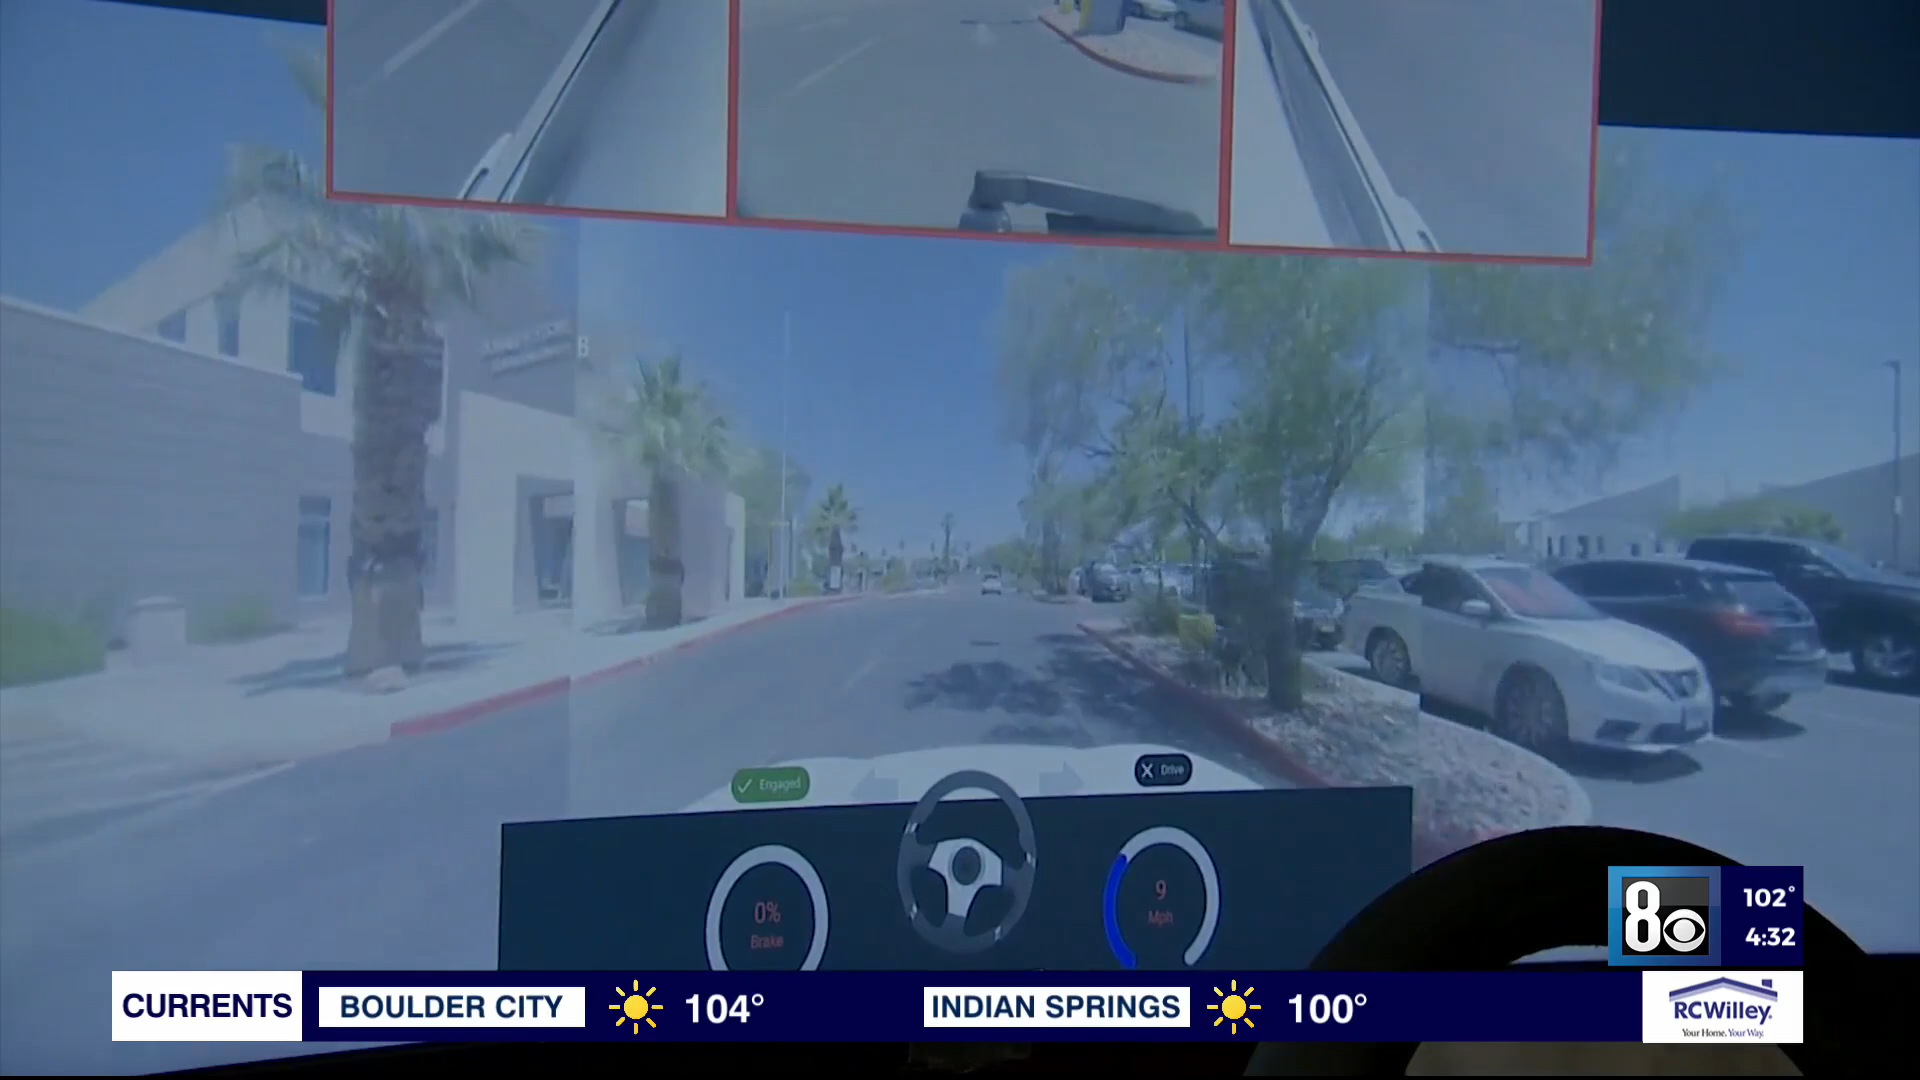 Engaged
Drive
0%
Brake
9
Mph
8
102°
4:32
CURRENTS
BOULDER CITY
104°
INDIAN SPRINGS
100°
RCWilley
Your Home. Your Way.